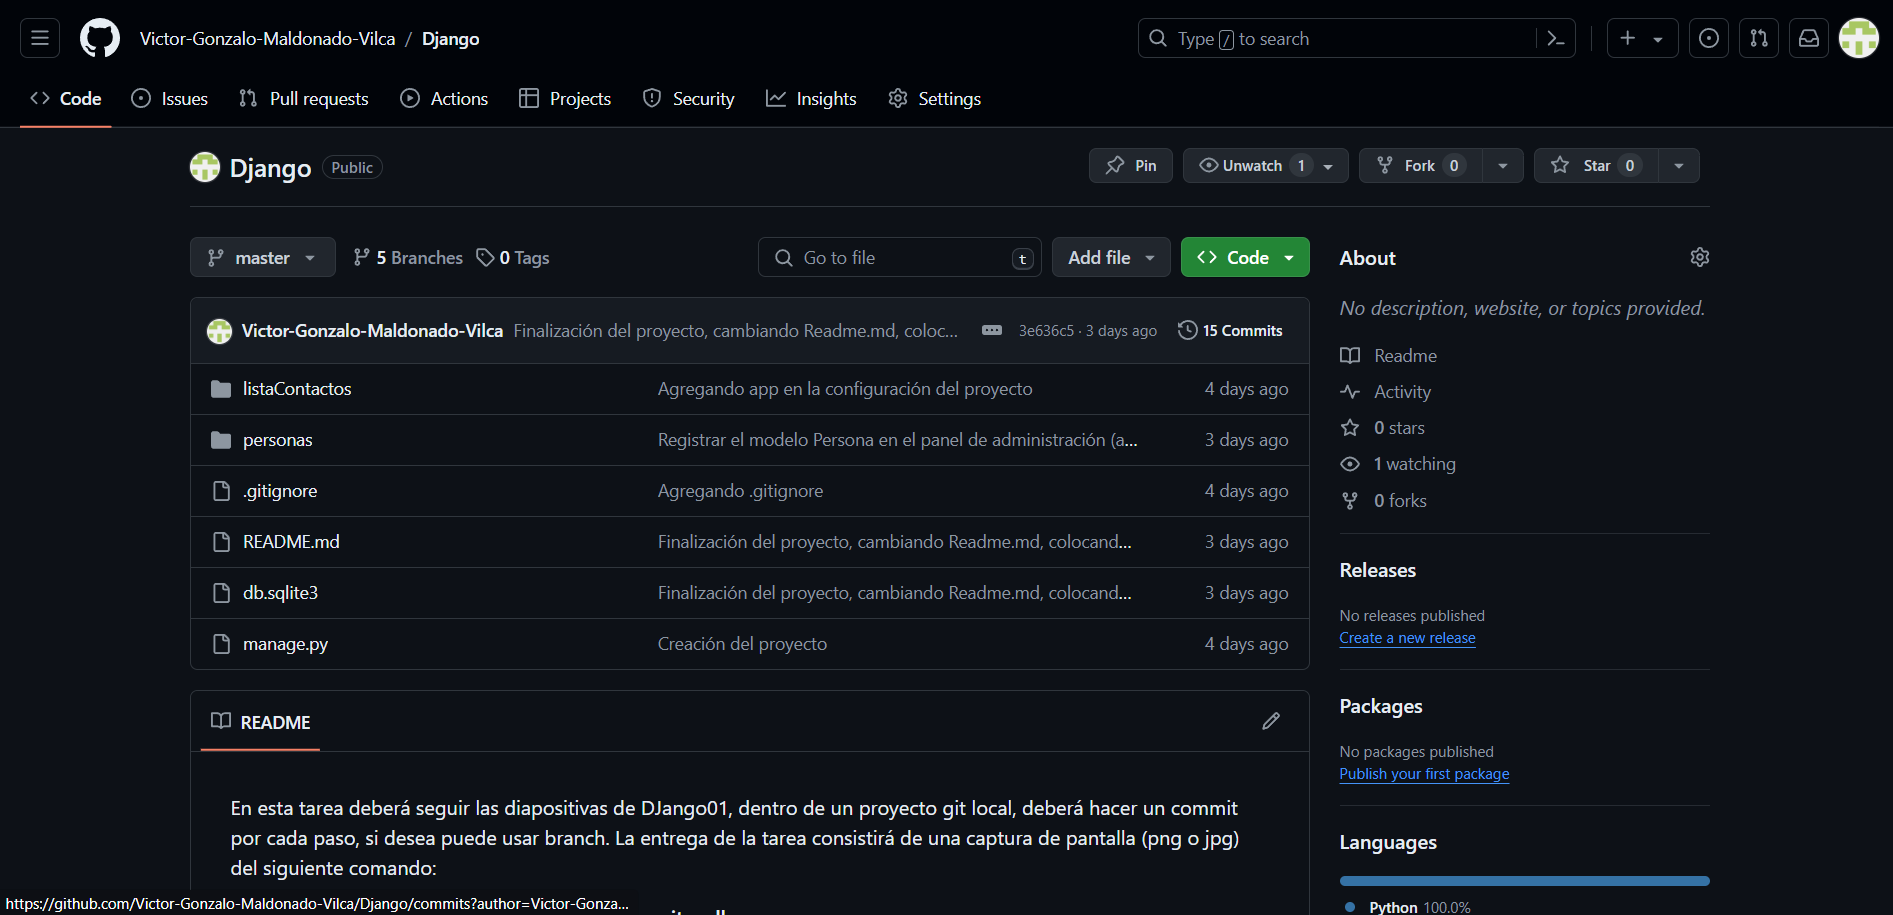 Victor-Gonzalo-Maldonado-Vilca / Django
Type / to search
Code Issues Pull requests Actions Projects Security Insights Settings
Django Public
Pin Unwatch 1 Fork 0 Star 0
master 5 Branches 0 Tags
Go to file t Add file Code
Victor-Gonzalo-Maldonado-Vilca Finalización del proyecto, cambiando Readme.md, coloc... 3e636c5 · 3 days ago 15 Commits
listaContactos Agregando app en la configuración del proyecto 4 days ago
personas Registrar el modelo Persona en el panel de administración (a... 3 days ago
.gitignore Agregando .gitignore 4 days ago
README.md Finalización del proyecto, cambiando Readme.md, colocand... 3 days ago
db.sqlite3 Finalización del proyecto, cambiando Readme.md, colocand... 3 days ago
manage.py Creación del proyecto 4 days ago
README
En esta tarea deberá seguir las diapositivas de DJango01, dentro de un proyecto git local, deberá hacer un commit
por cada paso, si desea puede usar branch. La entrega de la tarea consistirá de una captura de pantalla (png o jpg)
del siguiente comando:
https://github.com/Victor-Gonzalo-Maldonado-Vilca/Django/commits?author=Victor-Gonza...
About
No description, website, or topics provided.
Readme
Activity
0 stars
1 watching
0 forks
Releases
No releases published
Create a new release
Packages
No packages published
Publish your first package
Languages
Python 100.0%